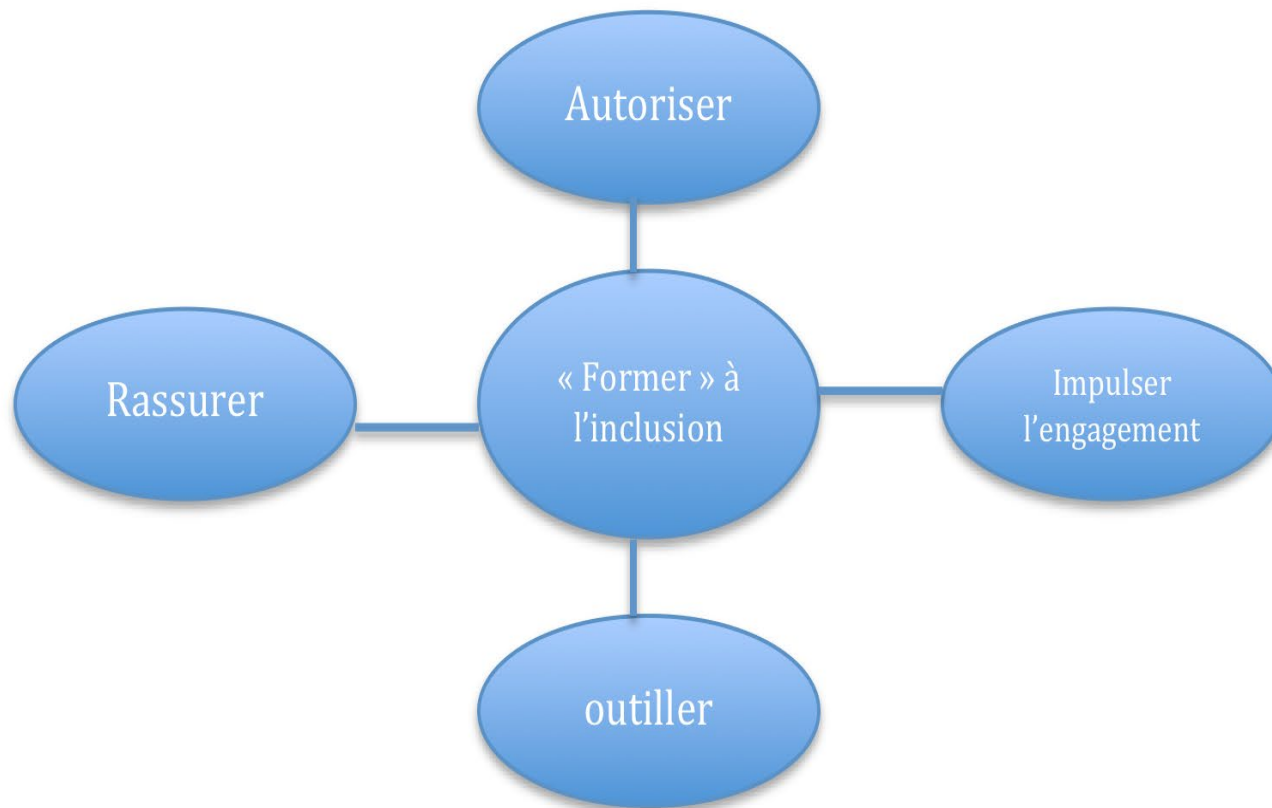 Autoriser
Rassurer
« Former » à
l’inclusion
Impulser
l’engagement
outiller